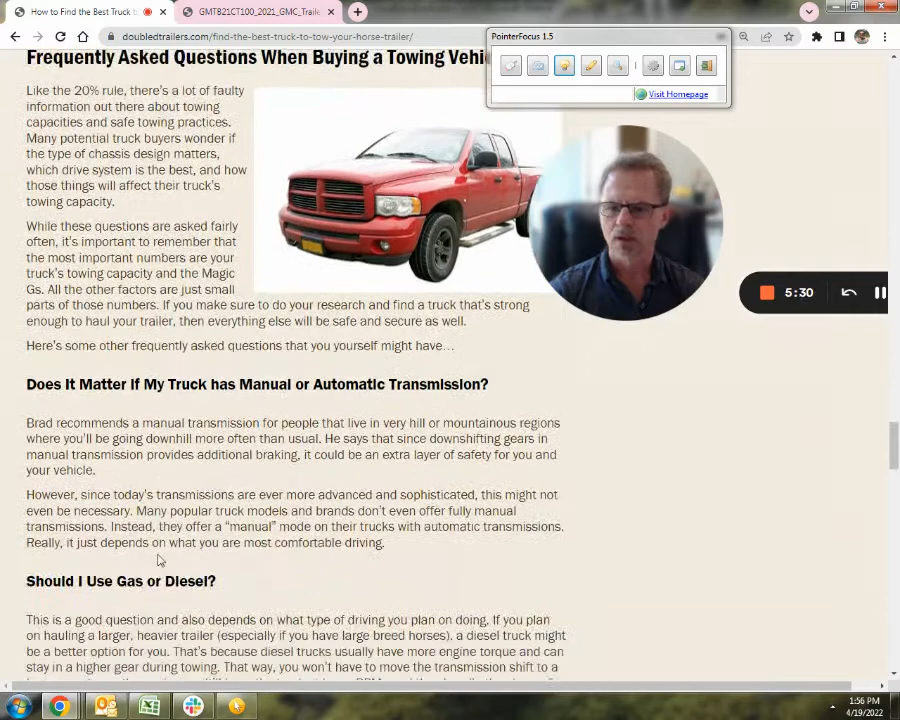 How to Find the Best Truck to
GMTB21CT100_2021_GMC_Traile
doubledtrailers.com/find-the-best-truck-to-tow-your-horse-trailer/
PointerFocus 1.5
Visit Homepage
Frequently Asked Questions When Buying a Towing Vehi
Like the 20% rule, there's a lot of faulty
information out there about towing
capacities and safe towing practices.
Many potential truck buyers wonder if
the type of chassis design matters,
which drive system is the best, and how
those things will affect their truck's
towing capacity.
While these questions are asked fairly
often, it's important to remember that
the most important numbers are your
truck's towing capacity and the Magic
Gs. All the other factors are just small
parts of those numbers. If you make sure to do your research and find a truck that's strong
enough to haul your trailer, then everything else will be safe and secure as well.
5:30
Here's some other frequently asked questions that you yourself might have…
Does It Matter if My Truck has Manual or Automatic Transmission?
Brad recommends a manual transmission for people that live in very hill or mountainous regions
where you'll be going downhill more often than usual. He says that since downshifting gears in
manual transmission provides additional braking, it could be an extra layer of safety for you and
your vehicle.
However, since today's transmissions are ever more advanced and sophisticated, this might not
even be necessary. Many popular truck models and brands don't even offer fully manual
transmissions. Instead, they offer a “manual” mode on their trucks with automatic transmissions.
Really, it just depends on what you are most comfortable driving.
Should I Use Gas or Diesel?
This is a good question and also depends on what type of driving you plan on doing. If you plan
on hauling a larger, heavier trailer (especially if you have large breed horses), a diesel truck might
be a better option for you. That's because diesel trucks usually have more engine torque and can
stay in a higher gear during towing. That way, you won't have to move the transmission shift to a
1:56 PM
4/19/2022